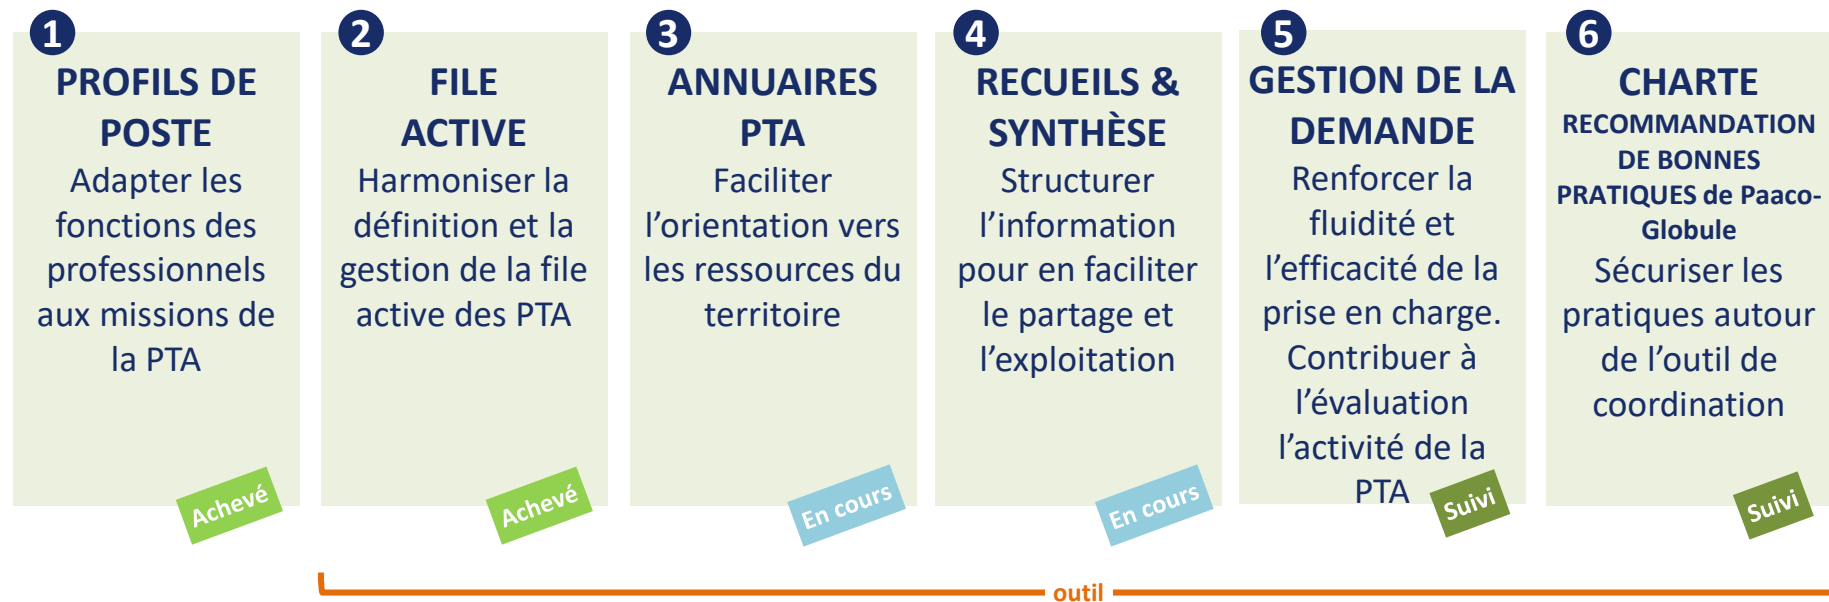 1
PROFILS DE
POSTE
Adapter les
fonctions des
professionnels
aux missions de
la PTA
Achevé
2
FILE
ACTIVE
Harmoniser la
définition et la
gestion de la file
active des PTA
Achevé
3
ANNUAIRES
PTA
Faciliter
l’orientation vers
les ressources du
territoire
En cours
4
RECUEILS &
SYNTHÈSE
Structurer
l’information
pour en faciliter
le partage et
l’exploitation
En cours
5
GESTION DE LA
DEMANDE
Renforcer la
fluidité et
l’efficacité de la
prise en charge.
Contribuer à
l’évaluation
l’activité de la
PTA
Suivi
6
CHARTE
RECOMMANDATION
DE BONNES
PRATIQUES de Paaco-
Globule
Sécuriser les
pratiques autour
de l’outil de
coordination
Suivi
outil